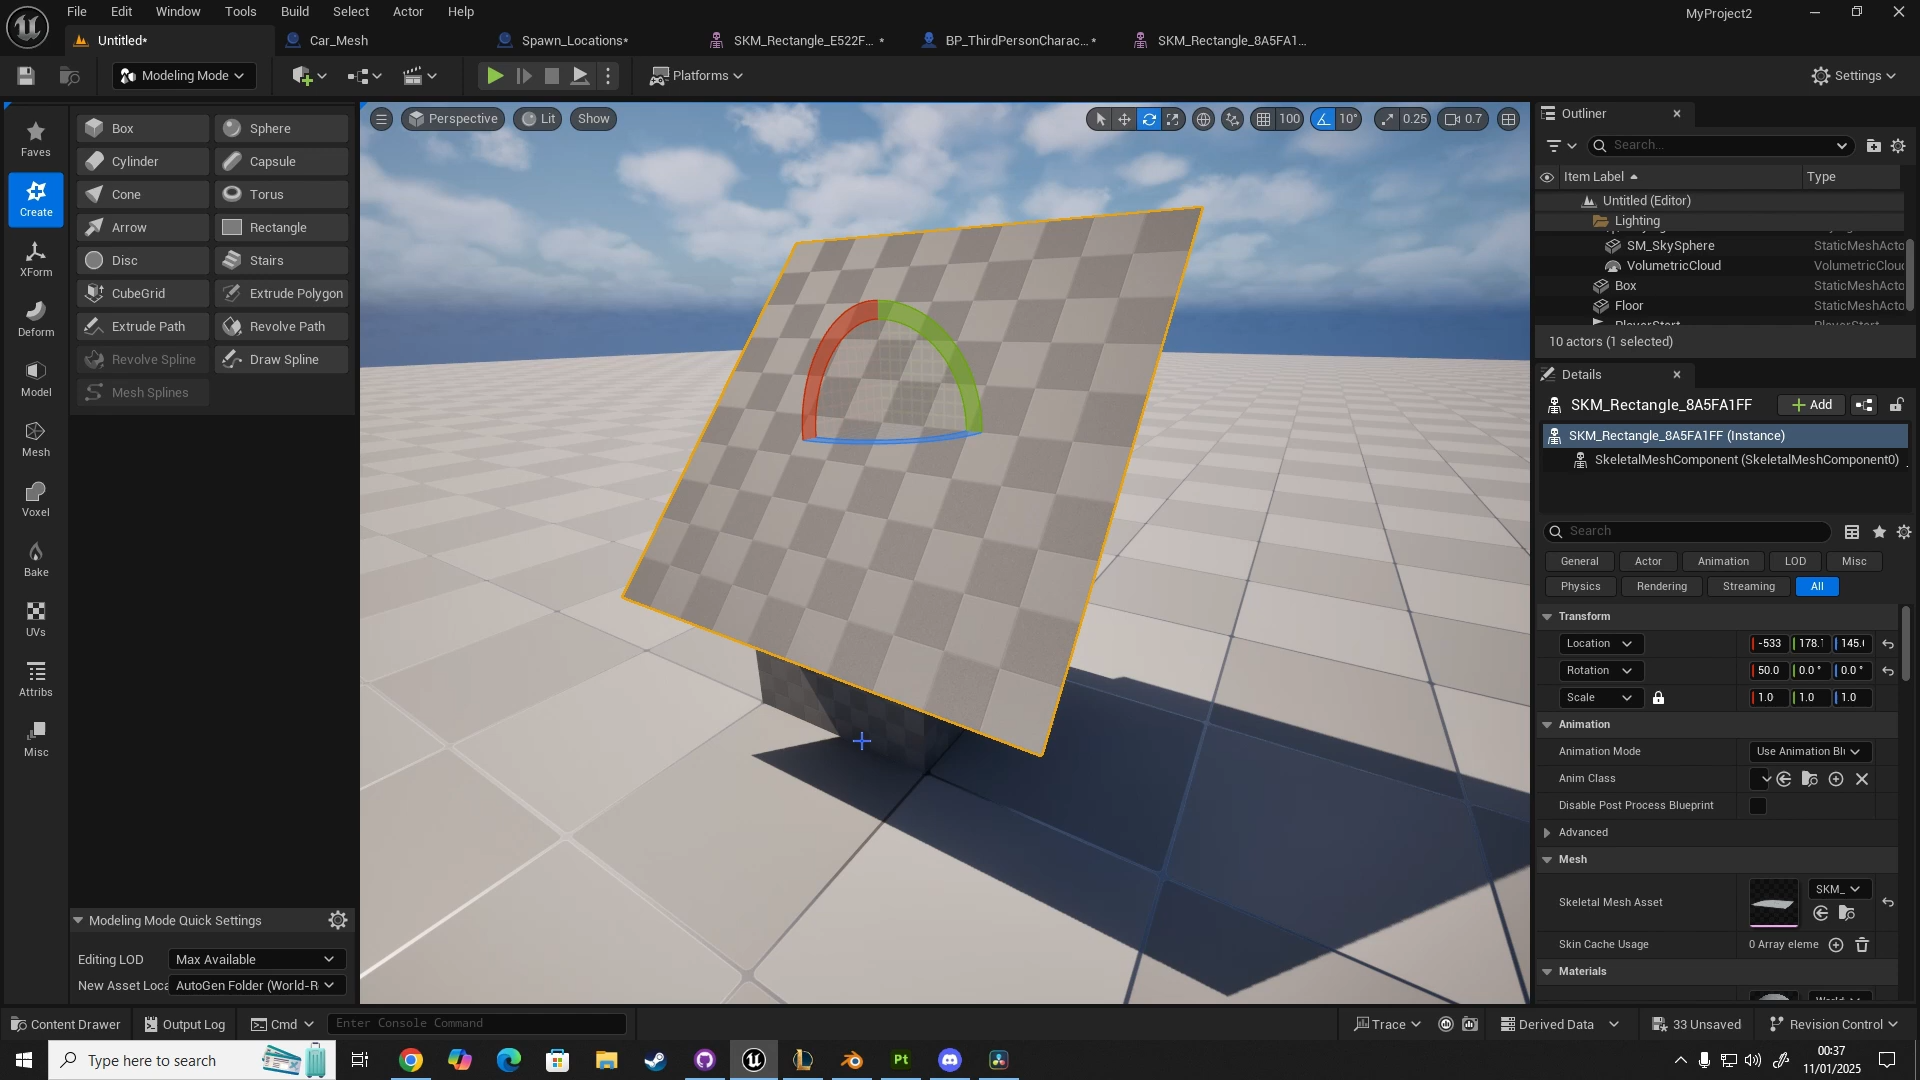 File Edit Window Tools Build Select Actor Help
MyProject2
Untitled*
Car_Mesh
Spawn_Locations*
SKM_Rectangle_E522F... *
BP_ThirdPersonCharac... *
SKM_Rectangle_8A5FA1...
Modeling Mode
Platforms
Settings
Faves
Create
XForm
Deform
Model
Mesh
Voxel
Bake
UVs
Attribs
Misc
Box Sphere
Cylinder Capsule
Cone Torus
Arrow Rectangle
Disc Stairs
CubeGrid Extrude Polygon
Extrude Path Revolve Path
Revolve Spline Draw Spline
Mesh Splines
Modeling Mode Quick Settings
Editing LOD Max Available
New Asset Loca AutoGen Folder (World-R
Perspective Lit Show
100 10° 0.25 0.7
Outliner
Search...
Item Label Type
Untitled (Editor)
Lighting
SM_SkySphere StaticMeshActo
VolumetricCloud VolumetricClou
Box StaticMeshActo
Floor StaticMeshActo
PlayerStart PlayerStart
10 actors (1 selected)
Details
SKM_Rectangle_8A5FA1FF Add
SKM_Rectangle_8A5FA1FF (Instance)
SkeletalMeshComponent (SkeletalMeshComponent0)
Search
General Actor Animation LOD Misc
Physics Rendering Streaming All
Transform
Location -533 178. 145.
Rotation 50.0 0.0° 0.0°
Scale 1.0 1.0 1.0
Animation
Animation Mode Use Animation Bl
Anim Class
Disable Post Process Blueprint
Advanced
Mesh
Skeletal Mesh Asset SKM_
Skin Cache Usage 0 Array eleme
Materials
Content Drawer Output Log Cmd Enter Console Command
Trace Derived Data 33 Unsaved Revision Control
Type here to search
Pt
00:37
11/01/2025